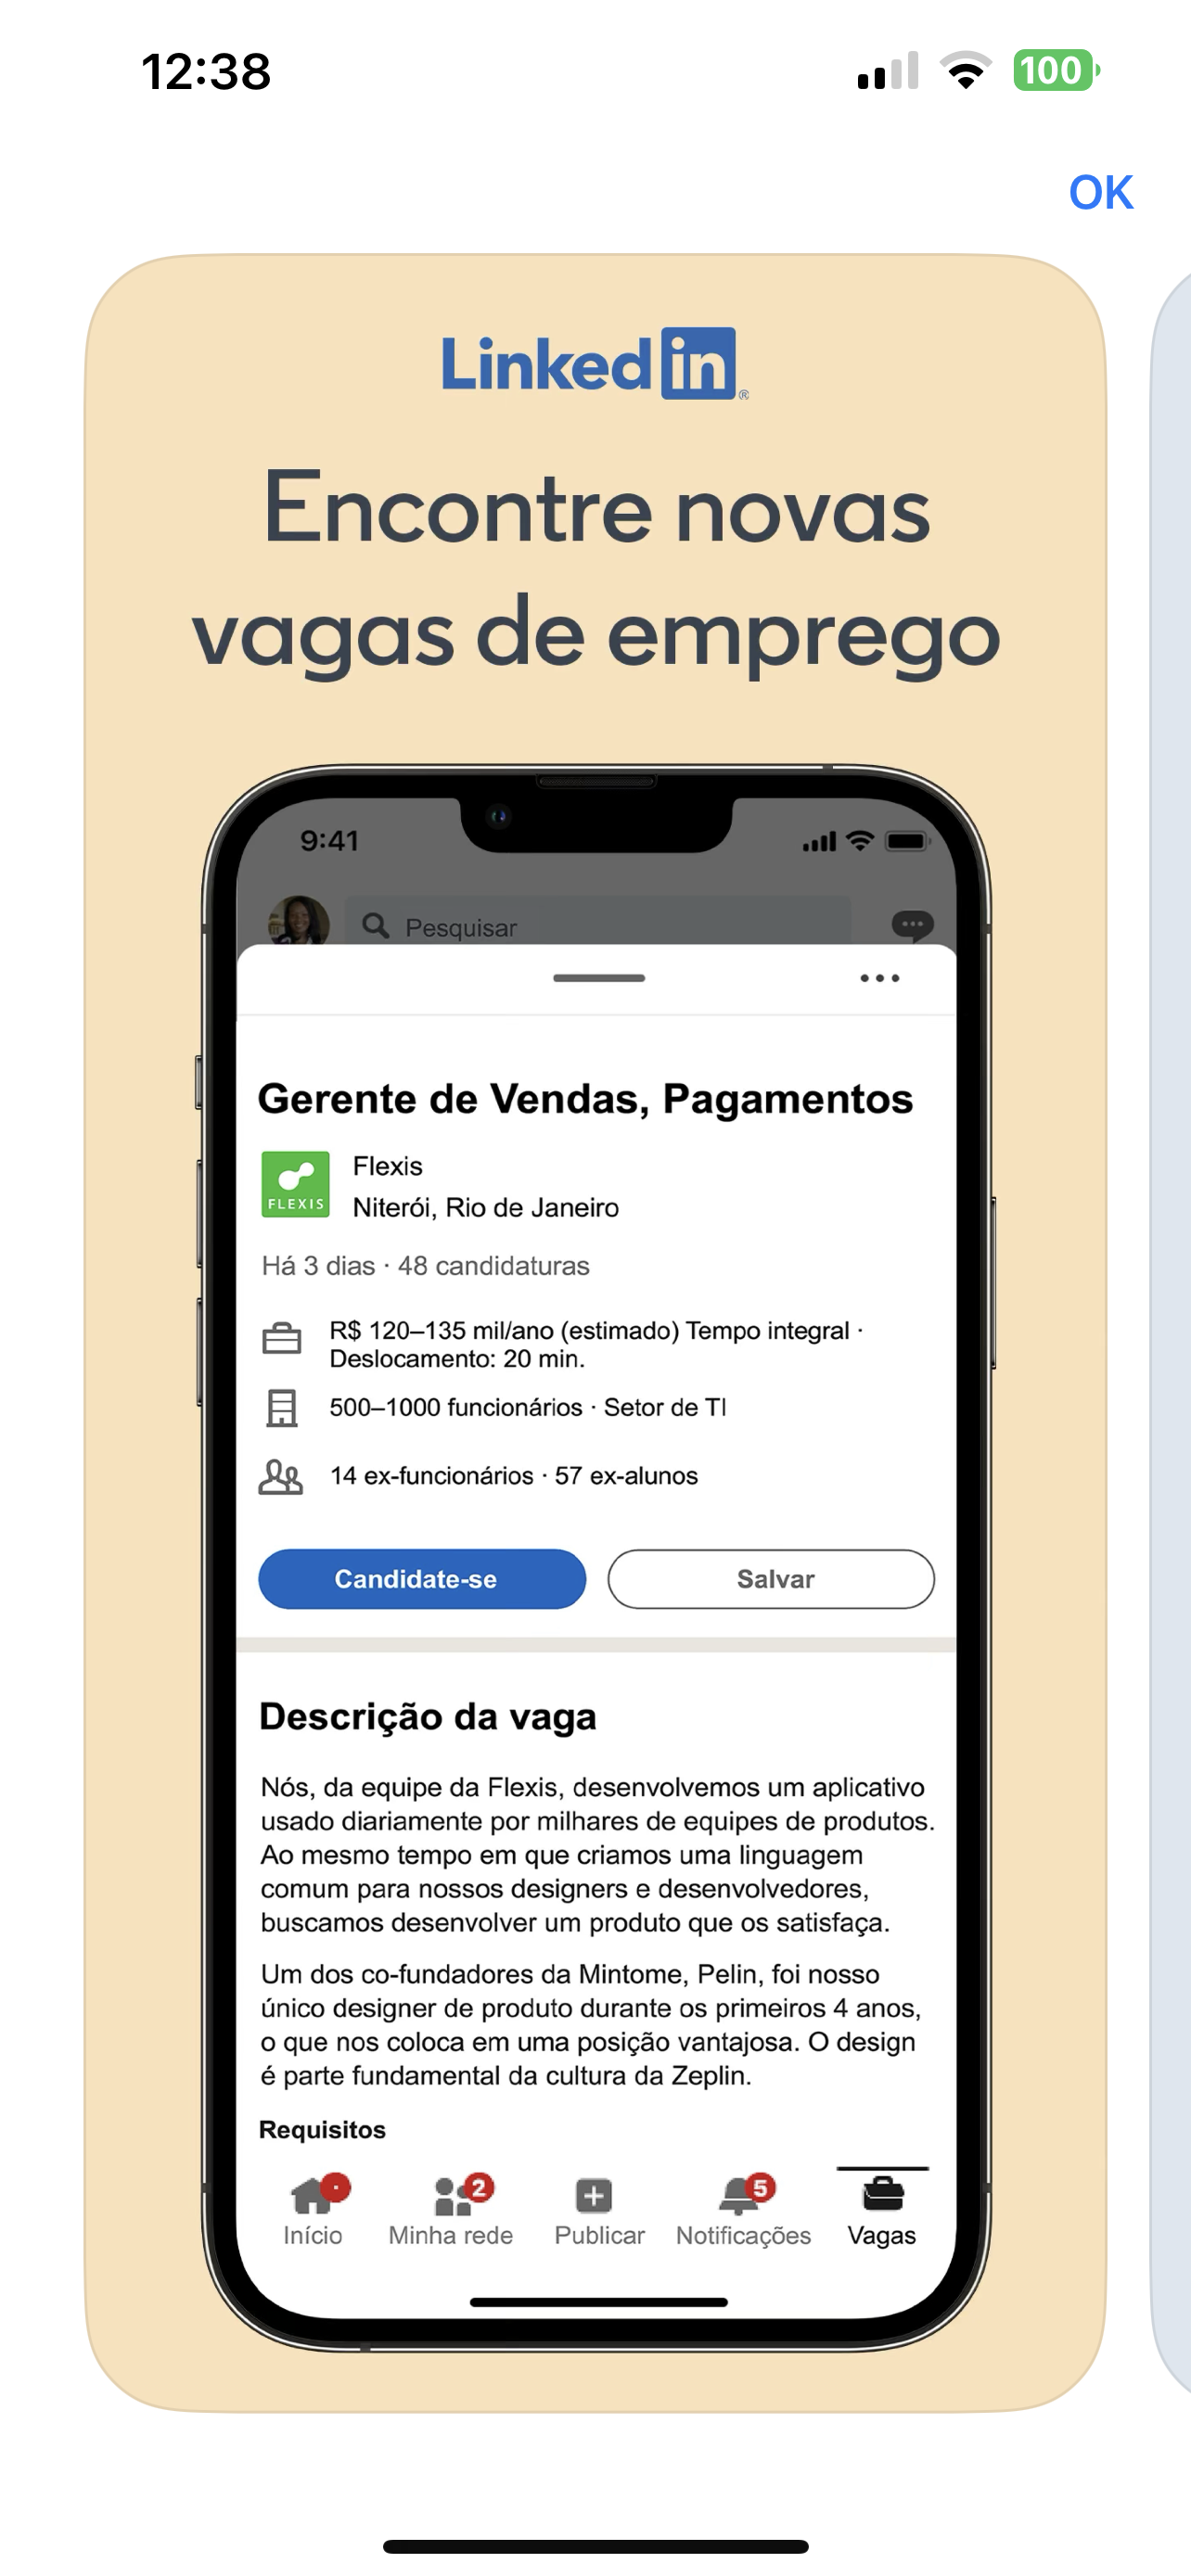 12:38
100
OK
Linkedin®
Encontre novas
vagas de emprego
9:41
Pesquisar
Gerente de Vendas, Pagamentos
FLEXIS
Flexis
Niterói, Rio de Janeiro
Há 3 dias · 48 candidaturas
R$ 120–135 mil/ano (estimado) Tempo integral ·
Deslocamento: 20 min.
500–1000 funcionários · Setor de TI
14 ex-funcionários · 57 ex-alunos
Candidate-se
Salvar
Descrição da vaga
Nós, da equipe da Flexis, desenvolvemos um aplicativo
usado diariamente por milhares de equipes de produtos.
Ao mesmo tempo em que criamos uma linguagem
comum para nossos designers e desenvolvedores,
buscamos desenvolver um produto que os satisfaça.
Um dos co-fundadores da Mintome, Pelin, foi nosso
único designer de produto durante os primeiros 4 anos,
o que nos coloca em uma posição vantajosa. O design
é parte fundamental da cultura da Zeplin.
Requisitos
2
5
Início
Minha rede
Publicar
Notificações
Vagas